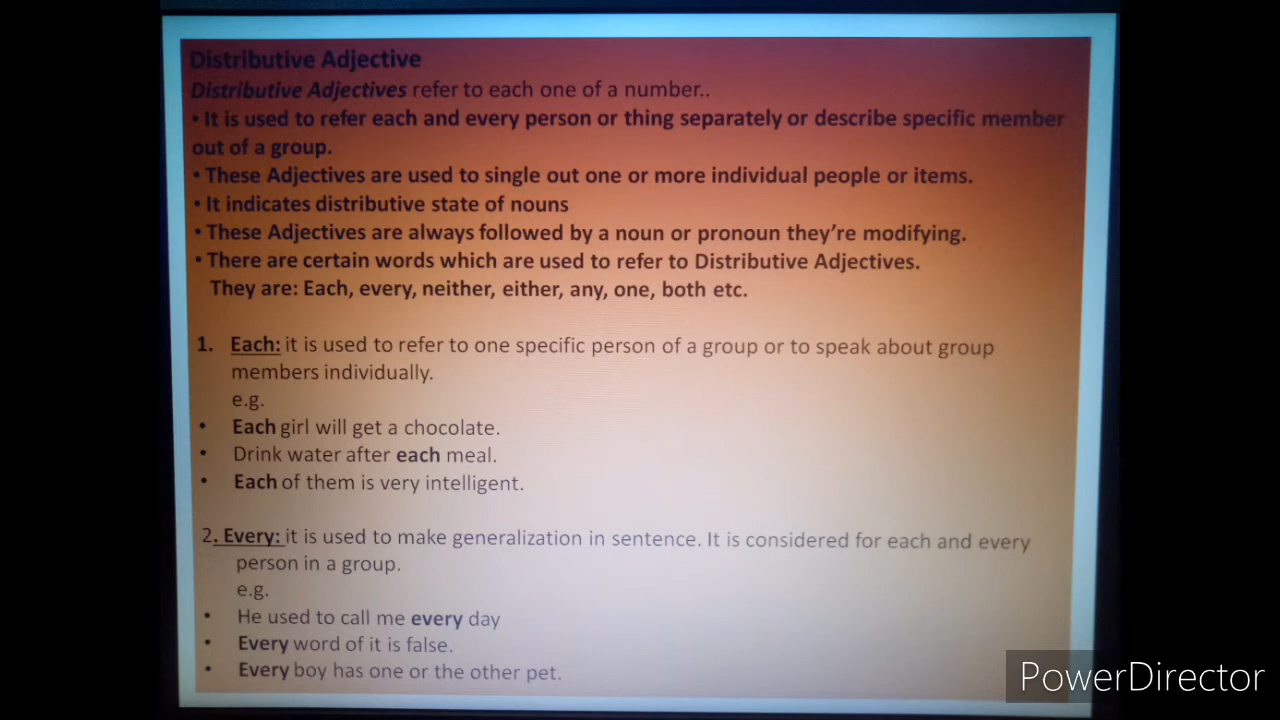 Distributive Adjective
Distributive Adjectives refer to each one of a number..
• It is used to refer each and every person or thing separately or describe specific member
out of a group.
• These Adjectives are used to single out one or more individual people or items.
• It indicates distributive state of nouns
• These Adjectives are always followed by a noun or pronoun they're modifying.
• There are certain words which are used to refer to Distributive Adjectives.
They are: Each, every, neither, either, any, one, both etc.
1. Each: it is used to refer to one specific person of a group or to speak about group
members individually.
e.g.
• Each girl will get a chocolate.
• Drink water after each meal.
• Each of them is very intelligent.
2. Every: it is used to make generalization in sentence. It is considered for each and every
person in a group.
e.g.
• He used to call me every day
• Every word of it is false.
• Every boy has one or the other pet.
PowerDirector